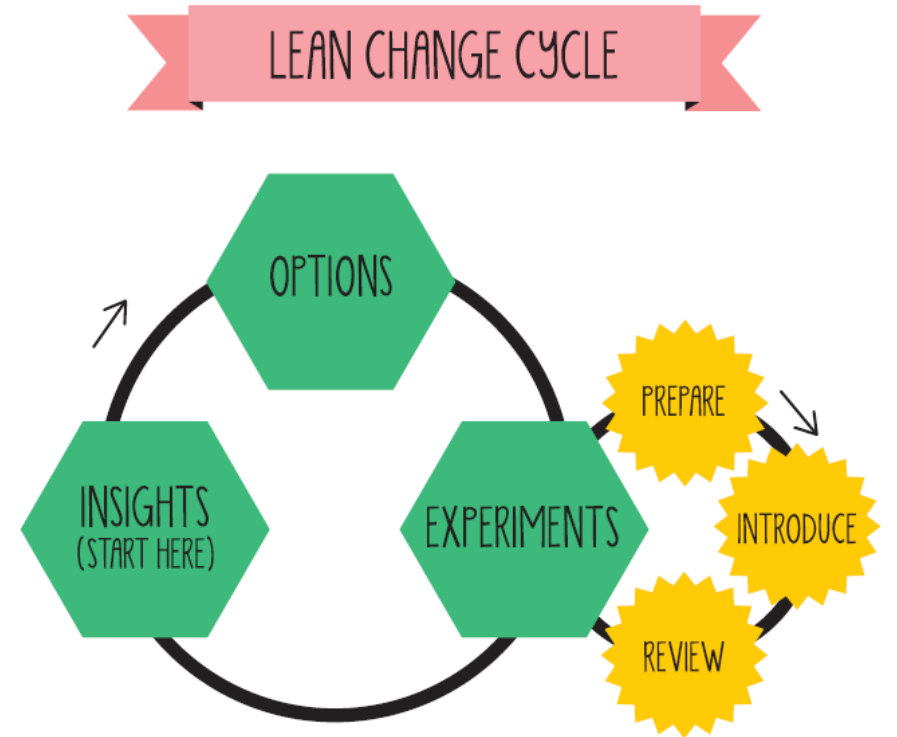 LEAN CHANGE CYCLE
OPTIONS
PREPARE
INSIGHTS
(START HERE)
EXPERIMENTS
INTRODUCE
REVIEW